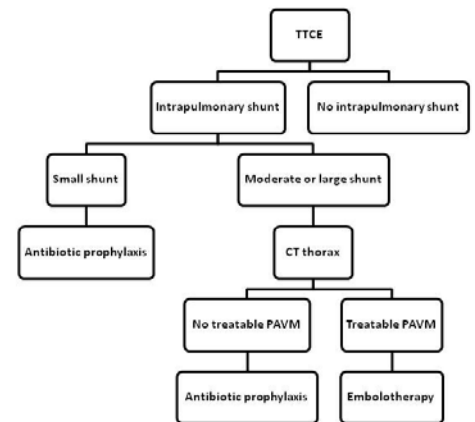 TTCE
Intrapulmonary shunt
No intrapulmonary shunt
Small shunt
Moderate or large shunt
Antibiotic prophylaxis
CT thorax
No treatable PAVM
Treatable PAVM
Antibiotic prophylaxis
Embolotherapy